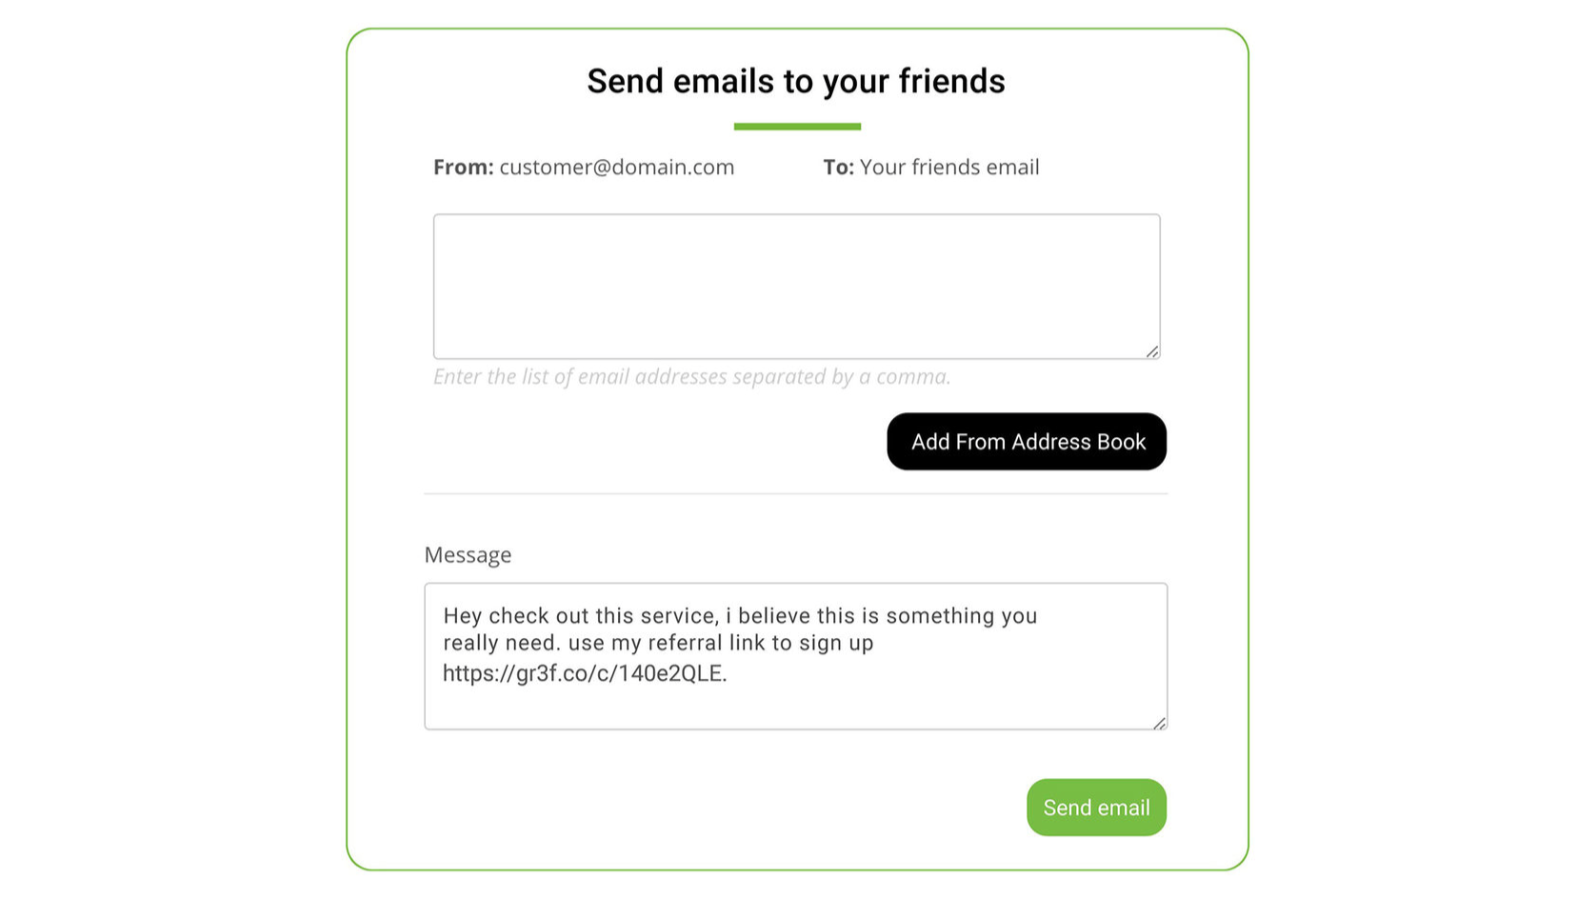 Send emails to your friends
From: customer@domain.com To: Your friends email
Enter the list of email addresses separated by a comma.
Add From Address Book
Message
Hey check out this service, i believe this is something you
really need. use my referral link to sign up
https://gr3f.co/c/140e2QLE.
Send email